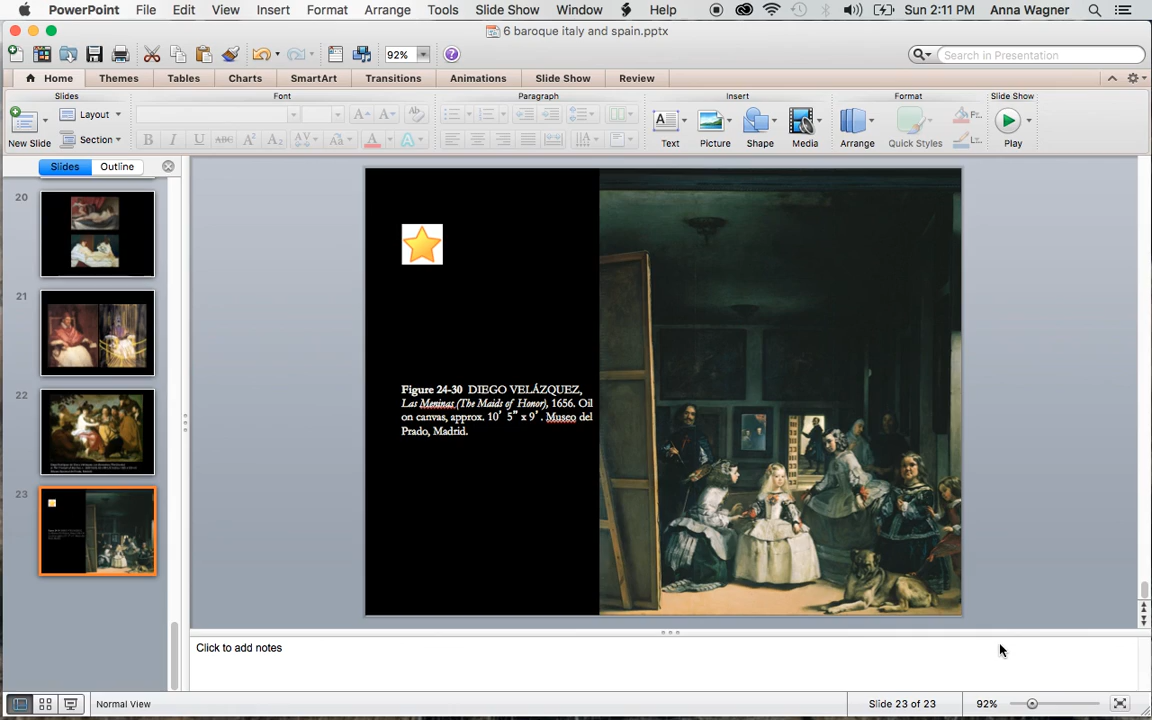 PowerPoint File Edit View Insert Format Arrange Tools Slide Show Window Help Sun 2:11 PM Anna Wagner
6 baroque italy and spain.pptx
92% Search in Presentation
Home Themes Tables Charts SmartArt Transitions Animations Slide Show Review
Slides Font Paragraph Insert Format Slide Show
New Slide Layout Section
Text Picture Shape Media Arrange Quick Styles Play
Slides Outline
20
21
22
23
Figure 24-30 DIEGO VELÁZQUEZ,
Las Meninas (The Maids of Honor), 1656. Oil
on canvas, approx. 10′ 5″ x 9′. Museo del
Prado, Madrid.
Click to add notes
Normal View Slide 23 of 23 92%